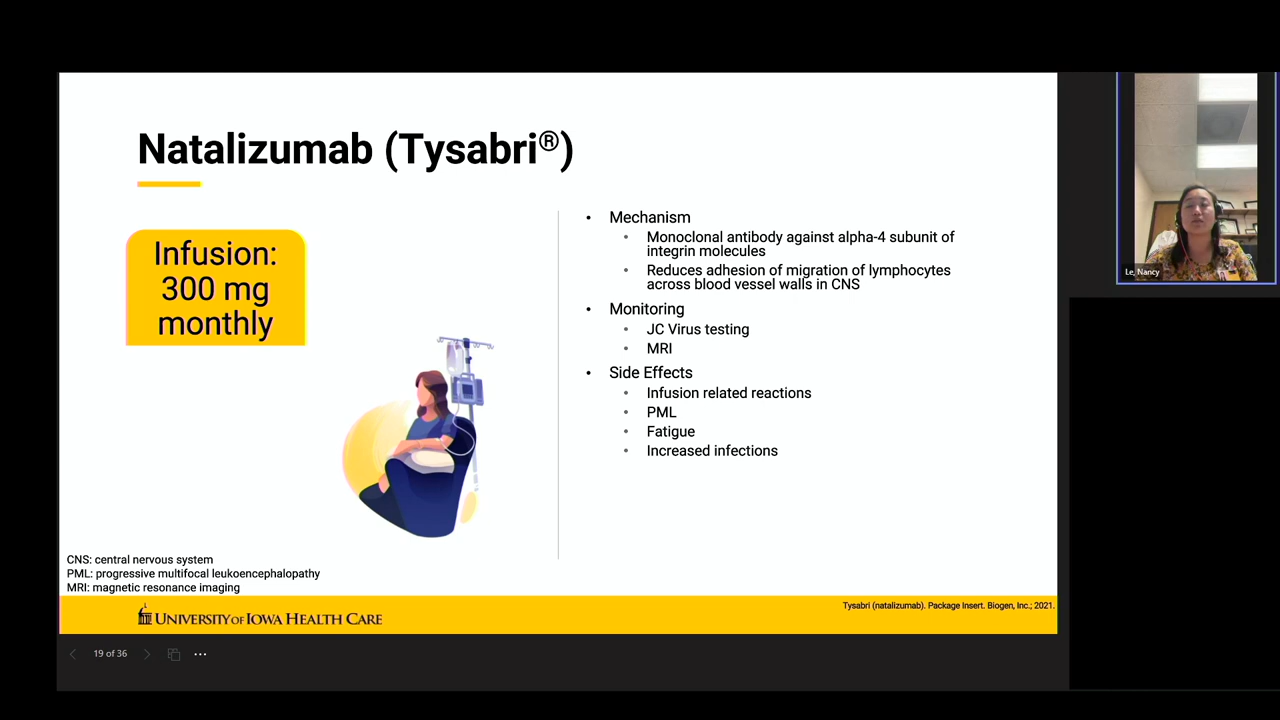 Natalizumab (Tysabri®)
Infusion:
300 mg
monthly
• Mechanism
• Monoclonal antibody against alpha-4 subunit of
integrin molecules
• Reduces adhesion of migration of lymphocytes
across blood vessel walls in CNS
• Monitoring
• JC Virus testing
• MRI
• Side Effects
• Infusion related reactions
• PML
• Fatigue
• Increased infections
CNS: central nervous system
PML: progressive multifocal leukoencephalopathy
MRI: magnetic resonance imaging
Tysabri (natalizumab). Package Insert. Biogen, Inc.; 2021.
UNIVERSITY OF IOWA HEALTH CARE
19 of 36
Le, Nancy